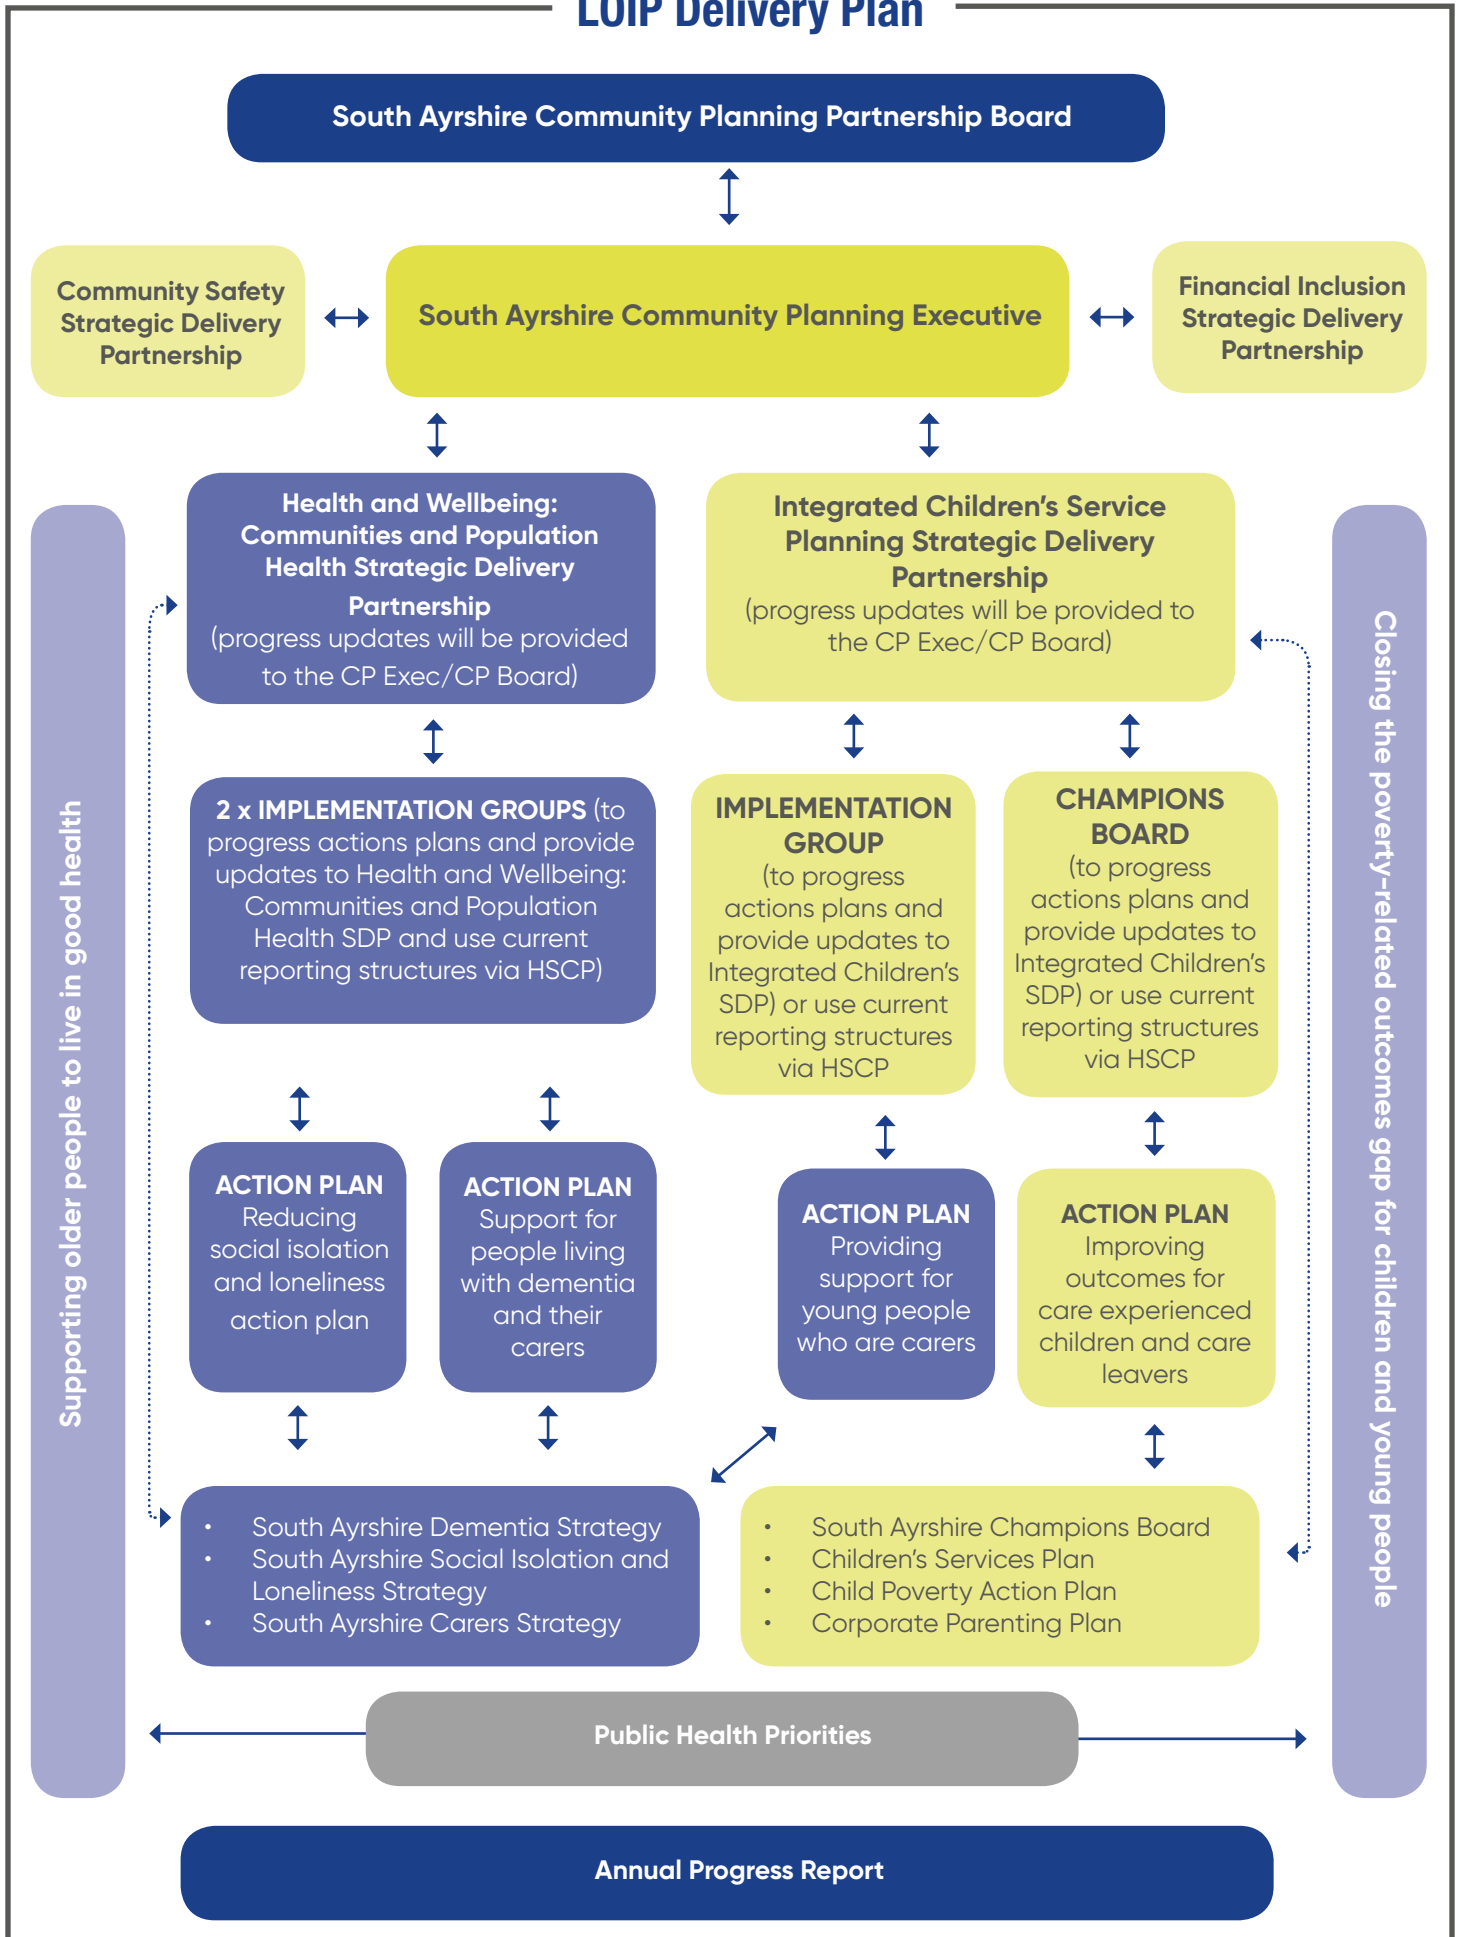 LOIP Delivery Plan
South Ayrshire Community Planning Partnership Board
Community Safety
Strategic Delivery
Partnership
South Ayrshire Community Planning Executive
Financial Inclusion
Strategic Delivery
Partnership
Health and Wellbeing:
Communities and Population
Health Strategic Delivery
Partnership
(progress updates will be provided
to the CP Exec/CP Board)
Integrated Children's Service
Planning Strategic Delivery
Partnership
(progress updates will be provided to
the CP Exec/CP Board)
Supporting older people to live in good health
Closing the poverty-related outcomes gap for children and young people
2 x IMPLEMENTATION GROUPS (to
progress actions plans and provide
updates to Health and Wellbeing:
Communities and Population
Health SDP and use current
reporting structures via HSCP)
IMPLEMENTATION
GROUP
(to progress
actions plans and
provide updates to
Integrated Children's
SDP) or use current
reporting structures
via HSCP
CHAMPIONS
BOARD
(to progress
actions plans and
provide updates to
Integrated Children's
SDP) or use current
reporting structures
via HSCP
ACTION PLAN
Reducing
social isolation
and loneliness
action plan
ACTION PLAN
Support for
people living
with dementia
and their
carers
ACTION PLAN
Providing
support for
young people
who are carers
ACTION PLAN
Improving
outcomes for
care experienced
children and care
leavers
• South Ayrshire Dementia Strategy
• South Ayrshire Social Isolation and
Loneliness Strategy
• South Ayrshire Carers Strategy
• South Ayrshire Champions Board
• Children's Services Plan
• Child Poverty Action Plan
• Corporate Parenting Plan
Public Health Priorities
Annual Progress Report